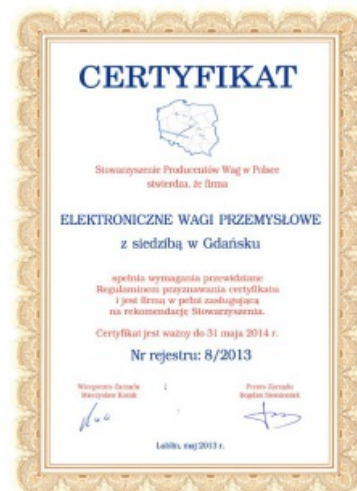 CERTYFIKAT
Stowarzyszenie Producentów Wag w Polsce
stwierdza, że firma
ELEKTRONICZNE WAGI PRZEMYSŁOWE
z siedzibą w Gdańsku
spełnia wymagania przewidziane
Regulaminem przyznawania certyfikatu
i jest firmą w pełni zasługującą
na rekomendację Stowarzyszenia.
Certyfikat jest ważny do 31 maja 2014 r.
Nr rejestru: 8/2013
Wiceprezes Zarządu
Mieczysław
Prezes Zarządu
Bogdan
Lublin, maj 2013 r.